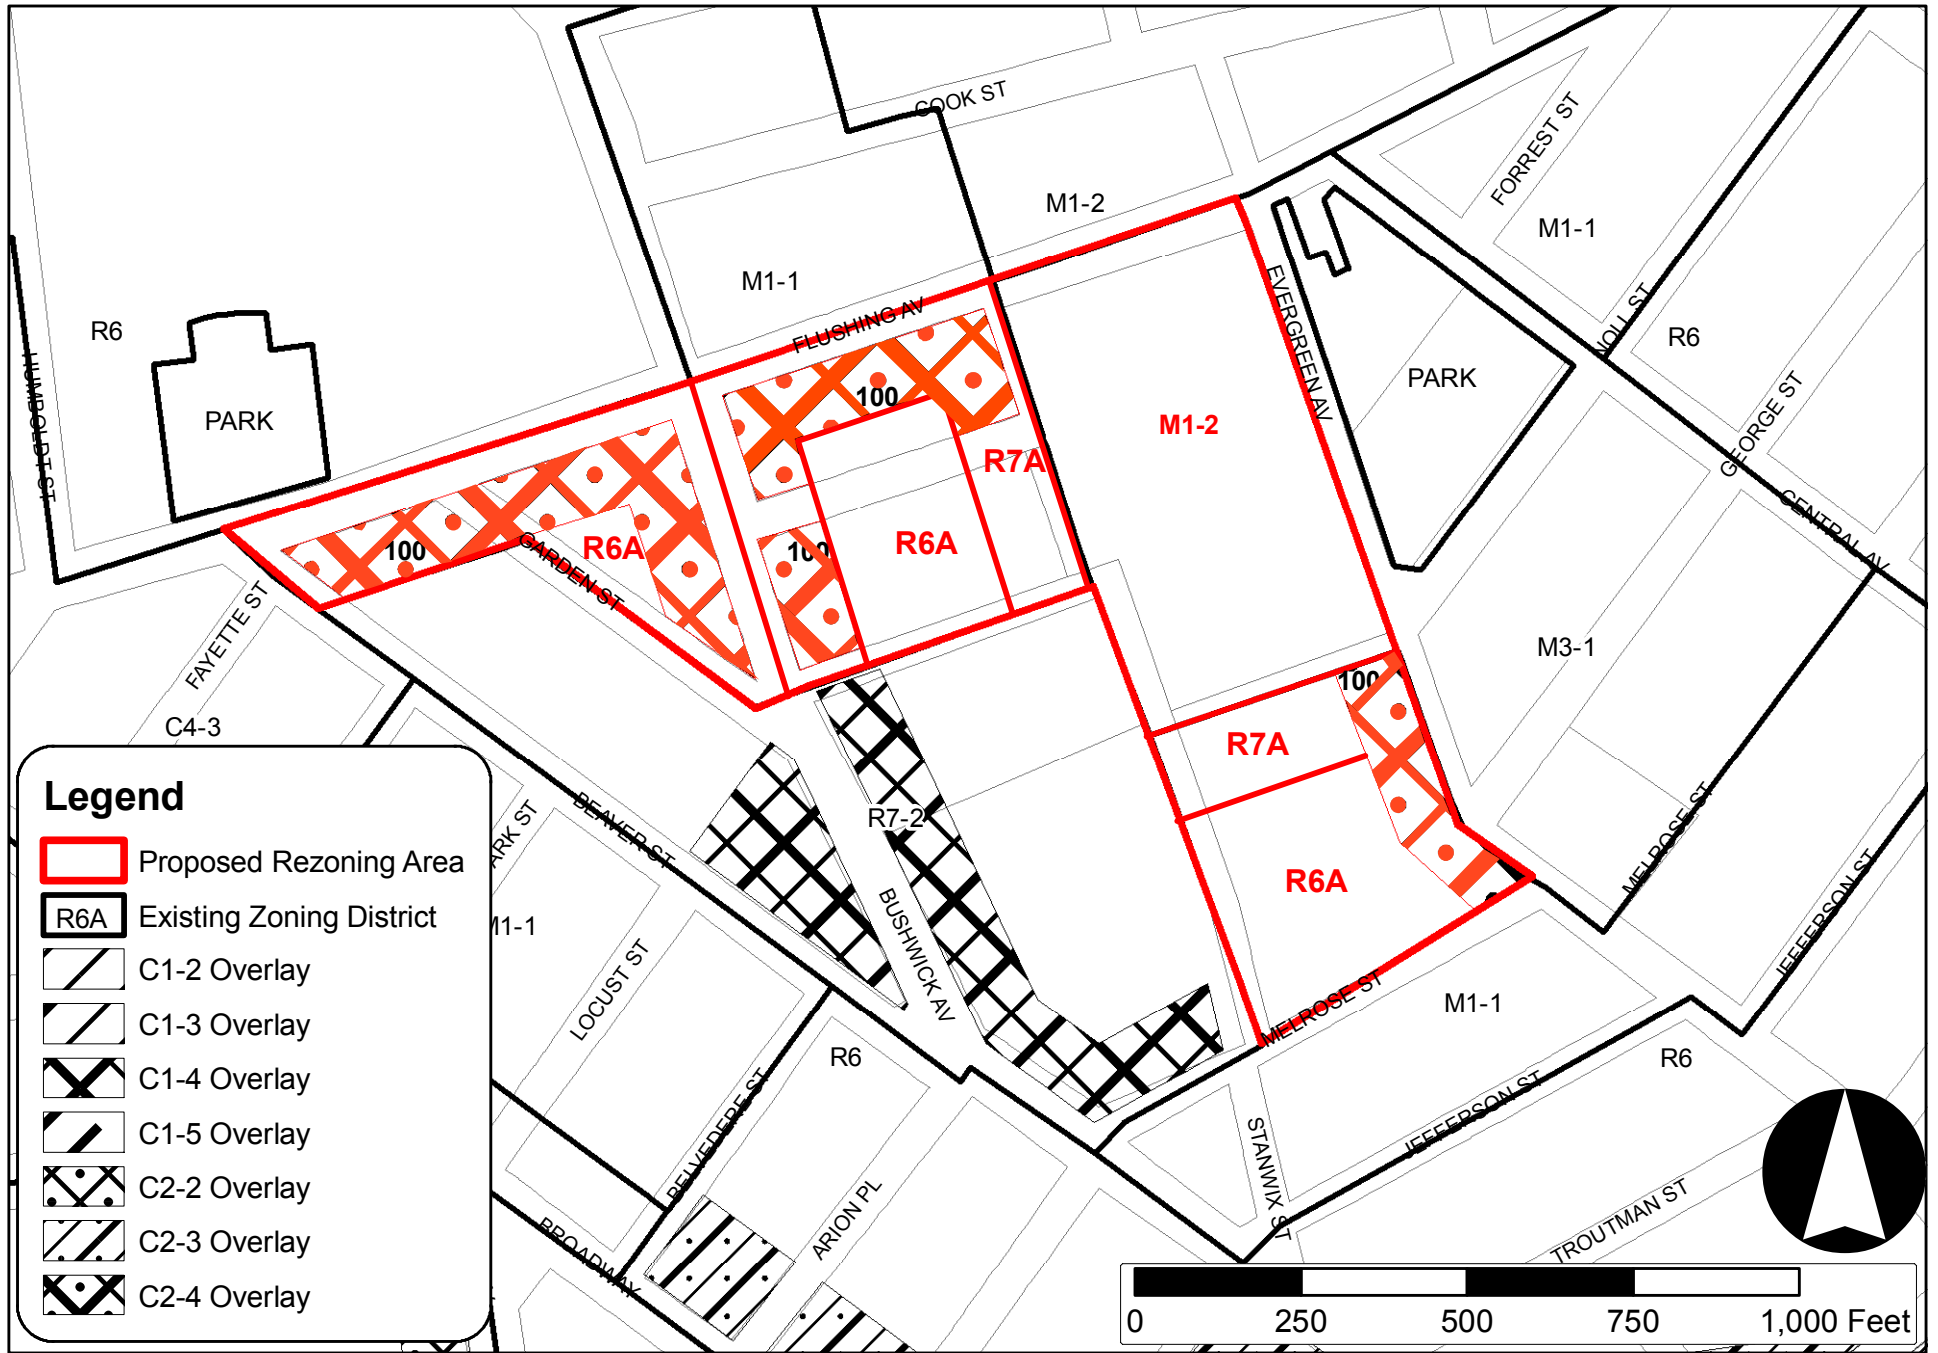 COOK ST
FORREST ST
M1-2
M1-1
M1-1
R6
HUMBOLDT ST
PARK
FLUSHING AV
EVERGREEN AV
NOLL ST
R6
PARK
GEORGE ST
100
M1-2
R7A
CENTRAL AV
100
GARDEN ST
R6A
100
R6A
FAYETTE ST
M3-1
C4-3
100
R7A
R7-2
BEAVER ST
PARK ST
MELROSE ST
JEFFERSON ST
R6A
M1-1
LOCUST ST
BUSHWICK AV
MELROSE ST
M1-1
R6
R6
BELVEDERE ST
JEFFERSON ST
STANWIX ST
ARION PL
TROUTMAN ST
BROADWAY
Legend
Proposed Rezoning Area
R6A Existing Zoning District
C1-2 Overlay
C1-3 Overlay
C1-4 Overlay
C1-5 Overlay
C2-2 Overlay
C2-3 Overlay
C2-4 Overlay
0 250 500 750 1,000 Feet